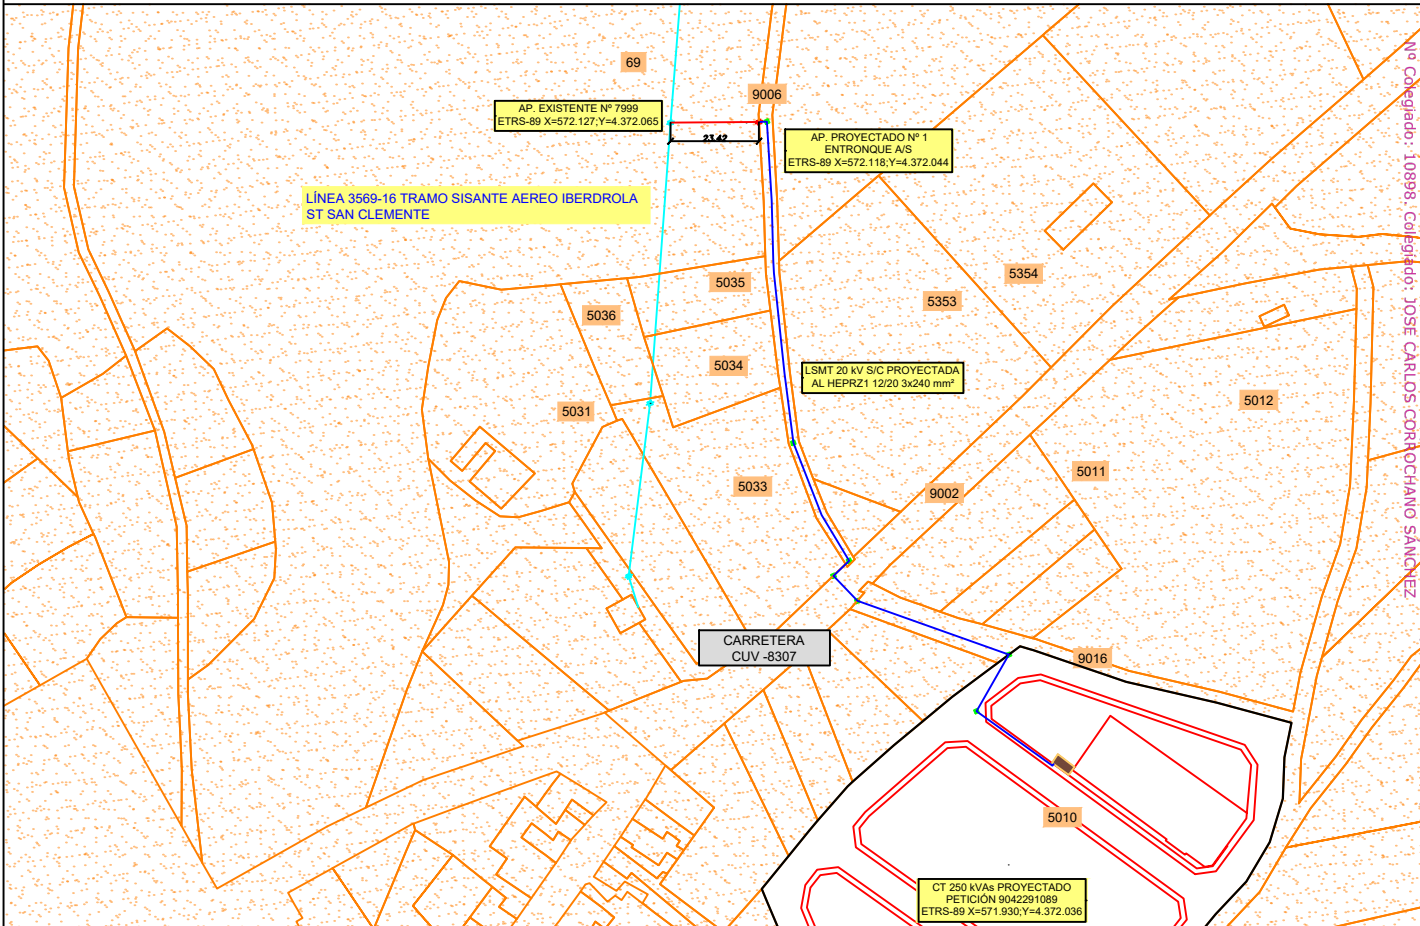 69
9006
AP. EXISTENTE Nº 7999
ETRS-89 X=572.127;Y=4.372.065
23.42
AP. PROYECTADO Nº 1
ENTRONQUE A/S
ETRS-89 X=572.118;Y=4.372.044
LÍNEA 3569-16 TRAMO SISANTE AEREO IBERDROLA
ST SAN CLEMENTE
5035
5354
5353
5036
5034
LSMT 20 kV S/C PROYECTADA
AL HEPRZ1 12/20 3x240 mm²
5031
5012
5033
5011
9002
CARRETERA
CUV -8307
9016
5010
CT 250 kVAs PROYECTADO
PETICIÓN 9042291089
ETRS-89 X=571.930;Y=4.372.036
Nº Colegiado: 10898. Colegiado: JOSE CARLOS CORROCHANO SÁNCHEZ